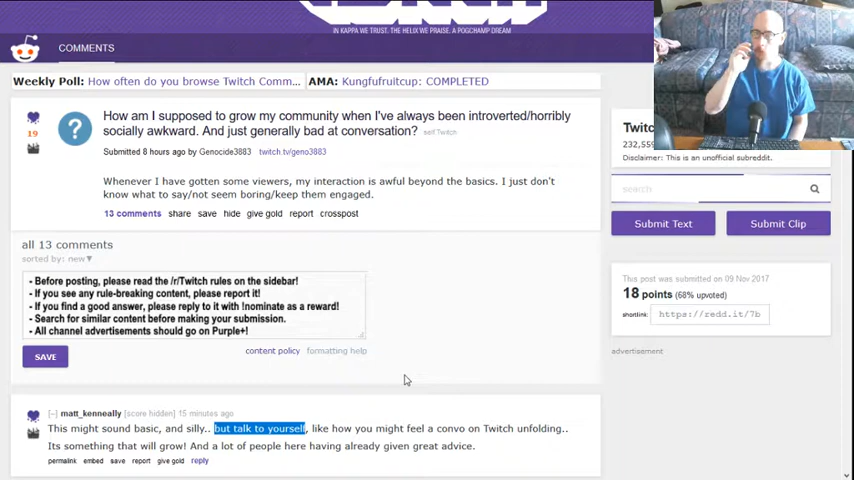 IN KAPPA WE TRUST. THE HELIX WE PRAISE. A POGCHAMP DREAM
COMMENTS
Weekly Poll: How often do you browse Twitch Comm... AMA: Kungfufruitcup: COMPLETED
19
?
How am I supposed to grow my community when I've always been introverted/horribly
socially awkward. And just generally bad at conversation? self.Twitch
Submitted 8 hours ago by Genocide3883 twitch.tv/geno3883
Whenever I have gotten some viewers, my interaction is awful beyond the basics. I just don't
know what to say/not seem boring/keep them engaged.
13 comments share save hide give gold report crosspost
all 13 comments
sorted by: new▼
- Before posting, please read the /r/Twitch rules on the sidebar!
- If you see any rule-breaking content, please report it!
- If you find a good answer, please reply to it with !nominate as a reward!
- Search for similar content before making your submission.
- All channel advertisements should go on Purple+!
SAVE
content policy formatting help
[-] matt_kenneally [score hidden] 15 minutes ago
This might sound basic, and silly.. but talk to yourself, like how you might feel a convo on Twitch unfolding..
Its something that will grow! And a lot of people here having already given great advice.
permalink embed save report give gold reply
Twitc
232,559
Disclaimer: This is an unofficial subreddit.
search
Submit Text
Submit Clip
This post was submitted on 09 Nov 2017
18 points (68% upvoted)
shortlink: https://redd.it/7b
advertisement